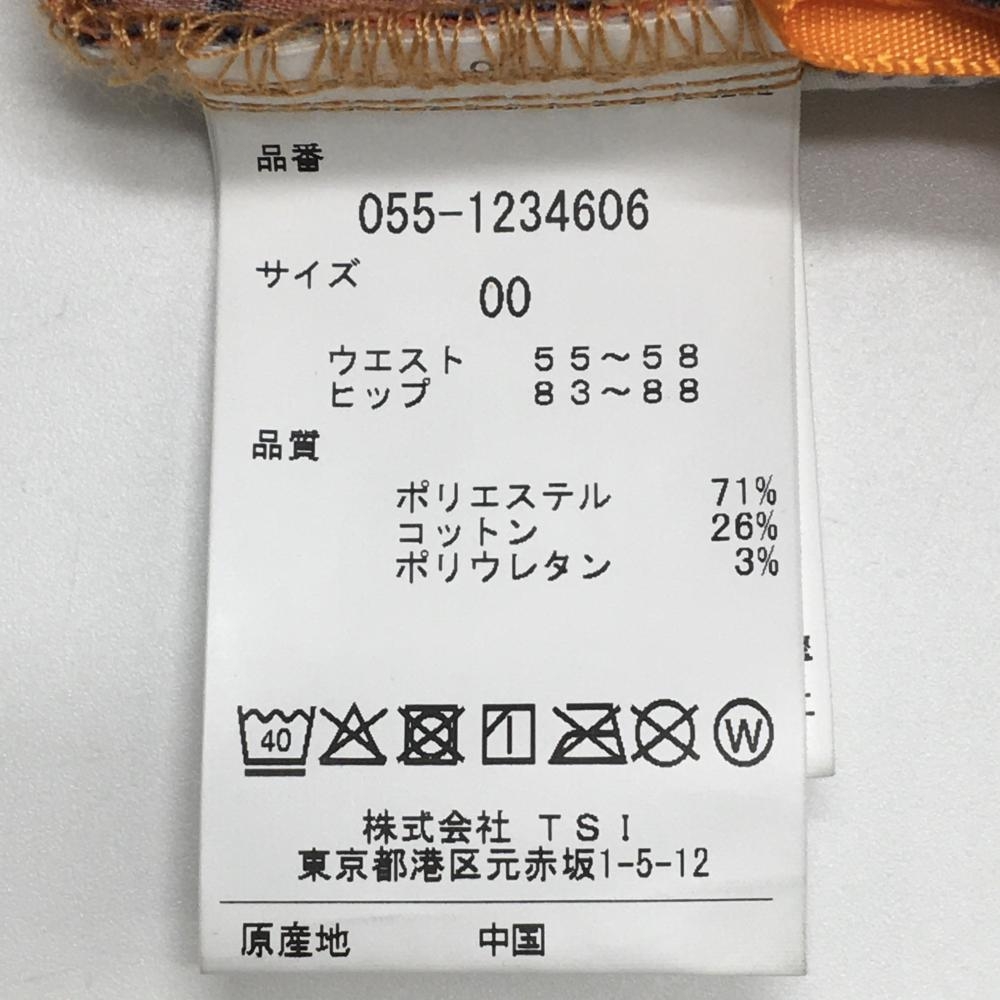 品番
055-1234606
サイズ
00
ウエスト 55～58
ヒップ 83～88
品質
ポリエステル 71%
コットン 26%
ポリウレタン 3%
40
W
株式会社 TSI
東京都港区元赤坂1-5-12
原産地 中国